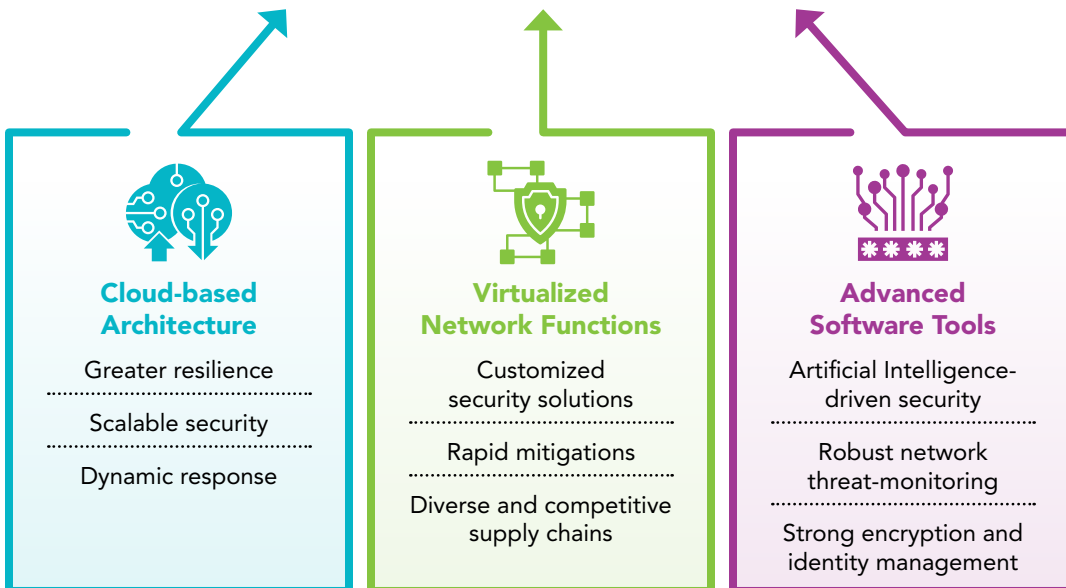 Cloud-based
Architecture
Greater resilience
Scalable security
Dynamic response
Virtualized
Network Functions
Customized
security solutions
Rapid mitigations
Diverse and competitive
supply chains
Advanced
Software Tools
Artificial Intelligence-
driven security
Robust network
threat-monitoring
Strong encryption and
identity management